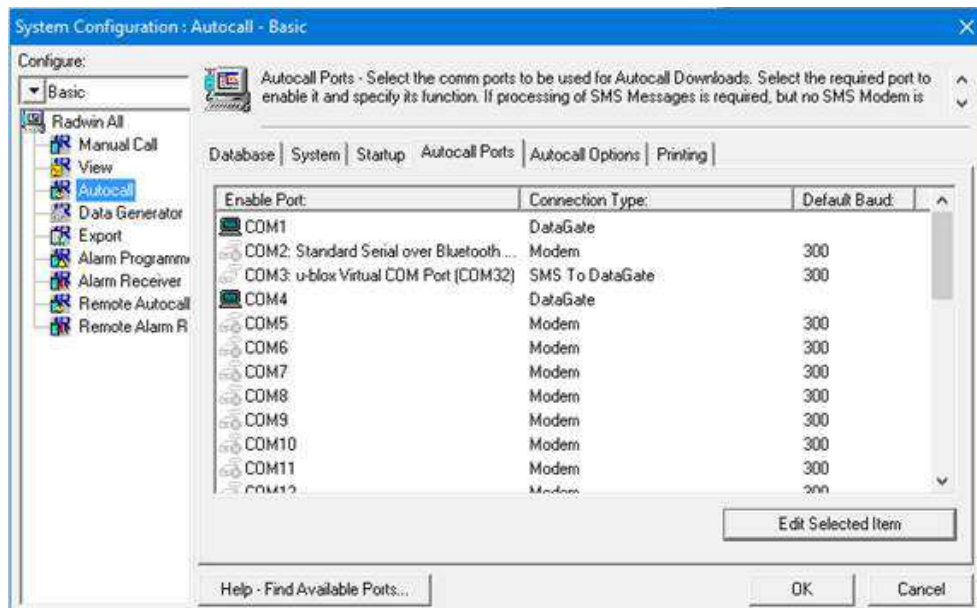 System Configuration : Autocall - Basic
Configure:
Basic
Radwin All
Manual Call
View
Autocall
Data Generator
Export
Alarm Programm
Alarm Receiver
Remote Autocall
Remote Alarm R
Autocall Ports - Select the comm ports to be used for Autocall Downloads. Select the required port to
enable it and specify its function. If processing of SMS Messages is required, but no SMS Modem is
Database System Startup Autocall Ports Autocall Options Printing
Enable Port: Connection Type: Default Baud:
COM1 DataGate
COM2: Standard Serial over Bluetooth ... Modem 300
COM3: u-blox Virtual COM Port (COM32) SMS To DataGate 300
COM4 DataGate
COM5 Modem 300
COM6 Modem 300
COM7 Modem 300
COM8 Modem 300
COM9 Modem 300
COM10 Modem 300
COM11 Modem 300
COM12 Modem 300
Edit Selected Item
Help - Find Available Ports... OK Cancel